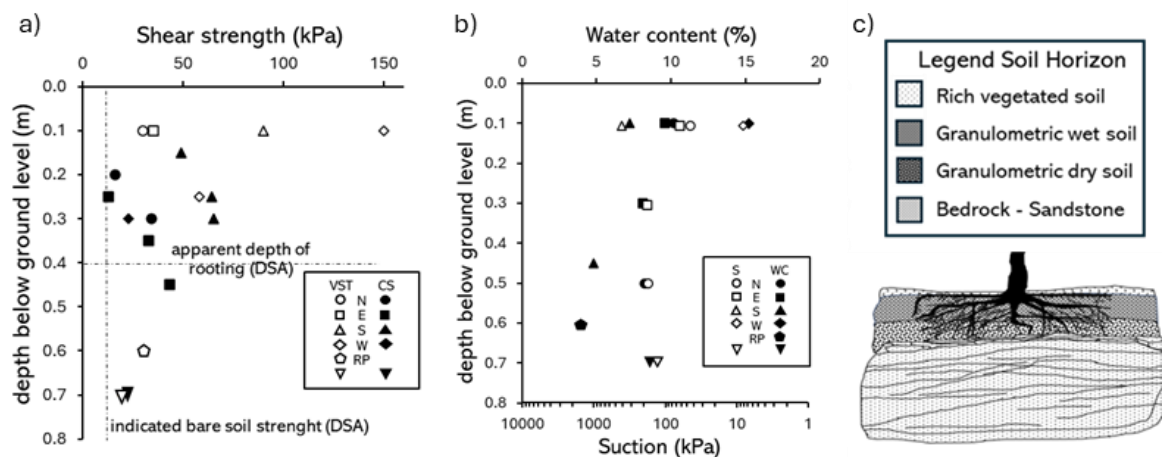 a)
Shear strength (kPa)
0 50 100 150
depth below ground level (m)
0.0
0.1
0.2
0.3
0.4
0.5
0.6
0.7
0.8
apparent depth of
rooting (DSA)
VST CS
N
E
S
W
RP
indicated bare soil strenght (DSA)
b)
Water content (%)
0 5 10 15 20
depth below ground level (m)
0.0
0.1
0.2
0.3
0.4
0.5
0.6
0.7
0.8
S WC
N
E
S
W
RP
10000 1000 100 10 1
Suction (kPa)
c)
Legend Soil Horizon
Rich vegetated soil
Granulometric wet soil
Granulometric dry soil
Bedrock - Sandstone